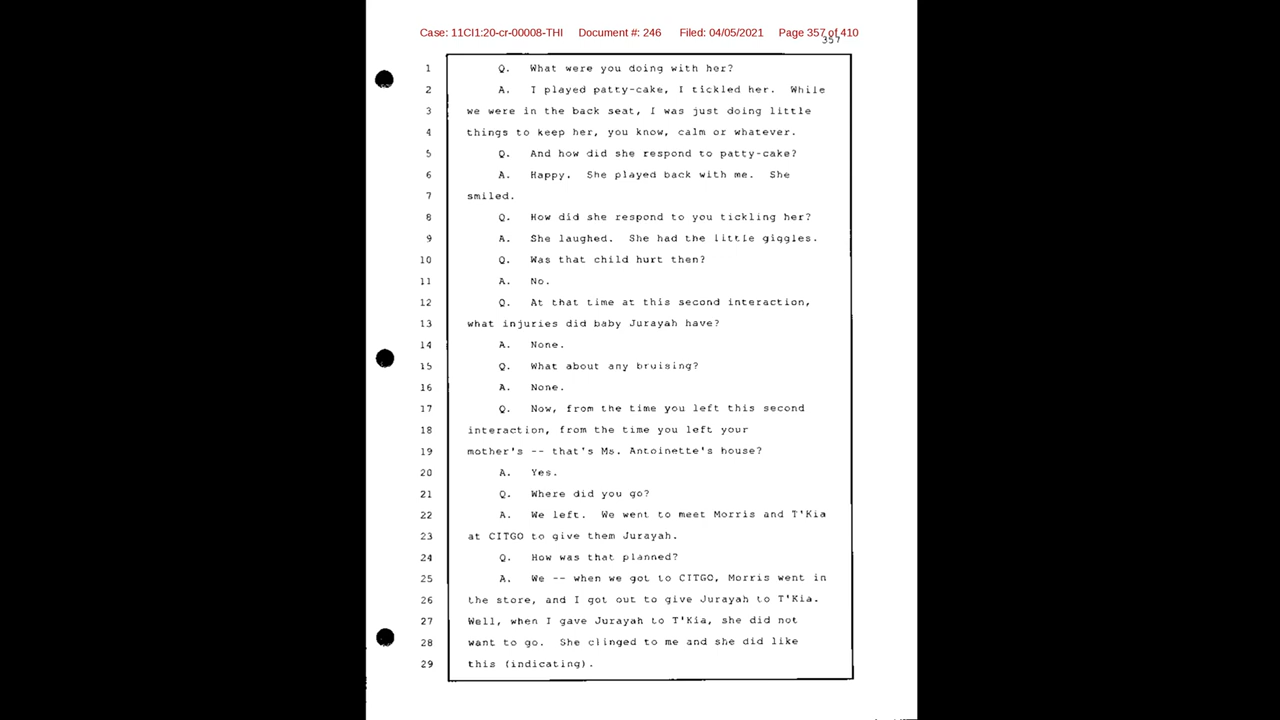 Case: 11CI1:20-cr-00008-THI Document #: 246 Filed: 04/05/2021 Page 357 of 410
357
1 Q. What were you doing with her?
2 A. I played patty-cake, I tickled her. While
3 we were in the back seat, I was just doing little
4 things to keep her, you know, calm or whatever.
5 Q. And how did she respond to patty-cake?
6 A. Happy. She played back with me. She
7 smiled.
8 Q. How did she respond to you tickling her?
9 A. She laughed. She had the little giggles.
10 Q. Was that child hurt then?
11 A. No.
12 Q. At that time at this second interaction,
13 what injuries did baby Jurayah have?
14 A. None.
15 Q. What about any bruising?
16 A. None.
17 Q. Now, from the time you left this second
18 interaction, from the time you left your
19 mother's -- that's Ms. Antoinette's house?
20 A. Yes.
21 Q. Where did you go?
22 A. We left. We went to meet Morris and T'Kia
23 at CITGO to give them Jurayah.
24 Q. How was that planned?
25 A. We -- when we got to CITGO, Morris went in
26 the store, and I got out to give Jurayah to T'Kia.
27 Well, when I gave Jurayah to T'Kia, she did not
28 want to go. She clinged to me and she did like
29 this (indicating).